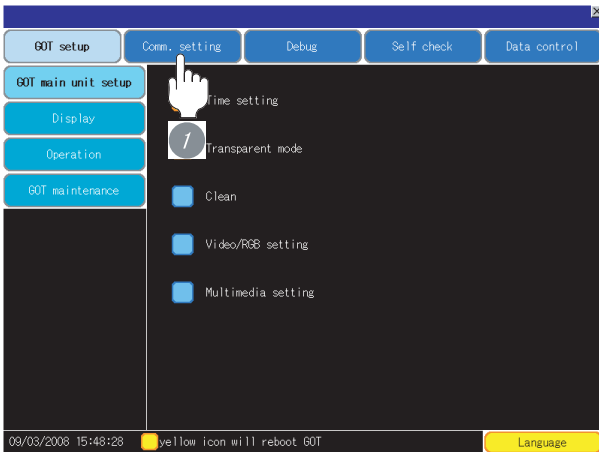 GOT setup Comm. setting Debug Self check Data control
GOT main unit setup
Display
Operation
GOT maintenance
Time setting
1
Transparent mode
Clean
Video/RGB setting
Multimedia setting
09/03/2008 15:48:28 yellow icon will reboot GOT Language